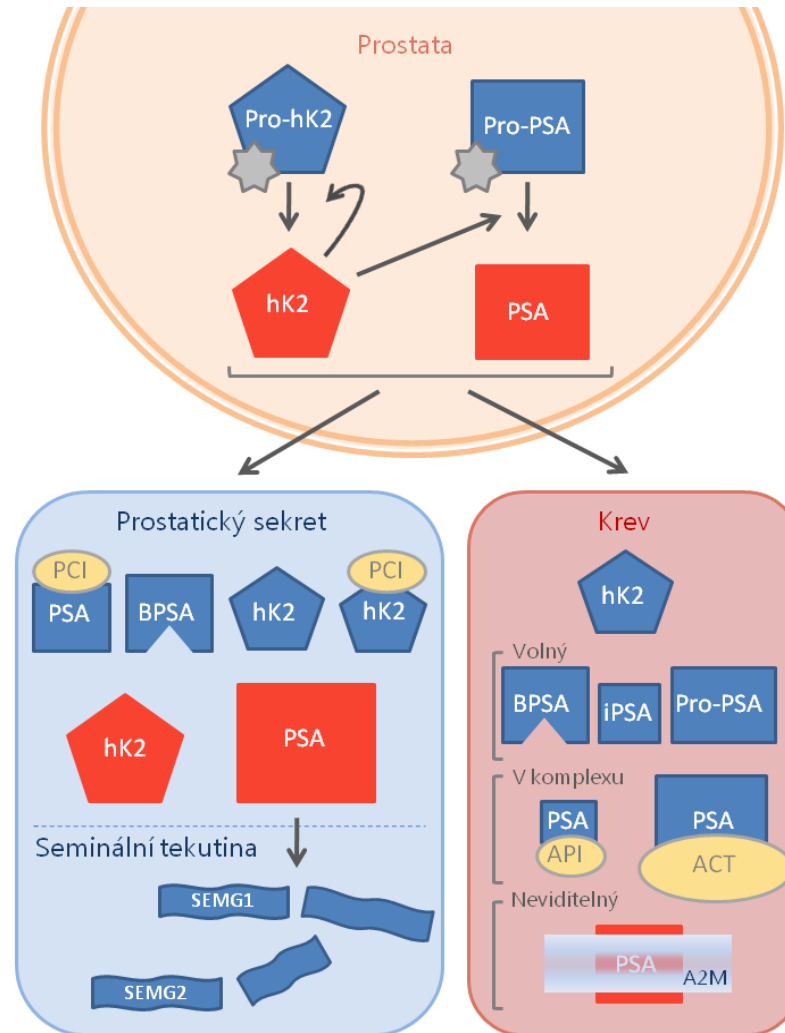 Prostata
Pro-hK2
Pro-PSA
hK2
PSA
Prostatický sekret
PCI
PSA
BPSA
hK2
PCI
hK2
hK2
PSA
Seminální tekutina
SEMG1
SEMG2
Krev
hK2
Volný
BPSA
iPSA
Pro-PSA
V komplexu
PSA
API
PSA
ACT
Neviditelný
PSA
A2M